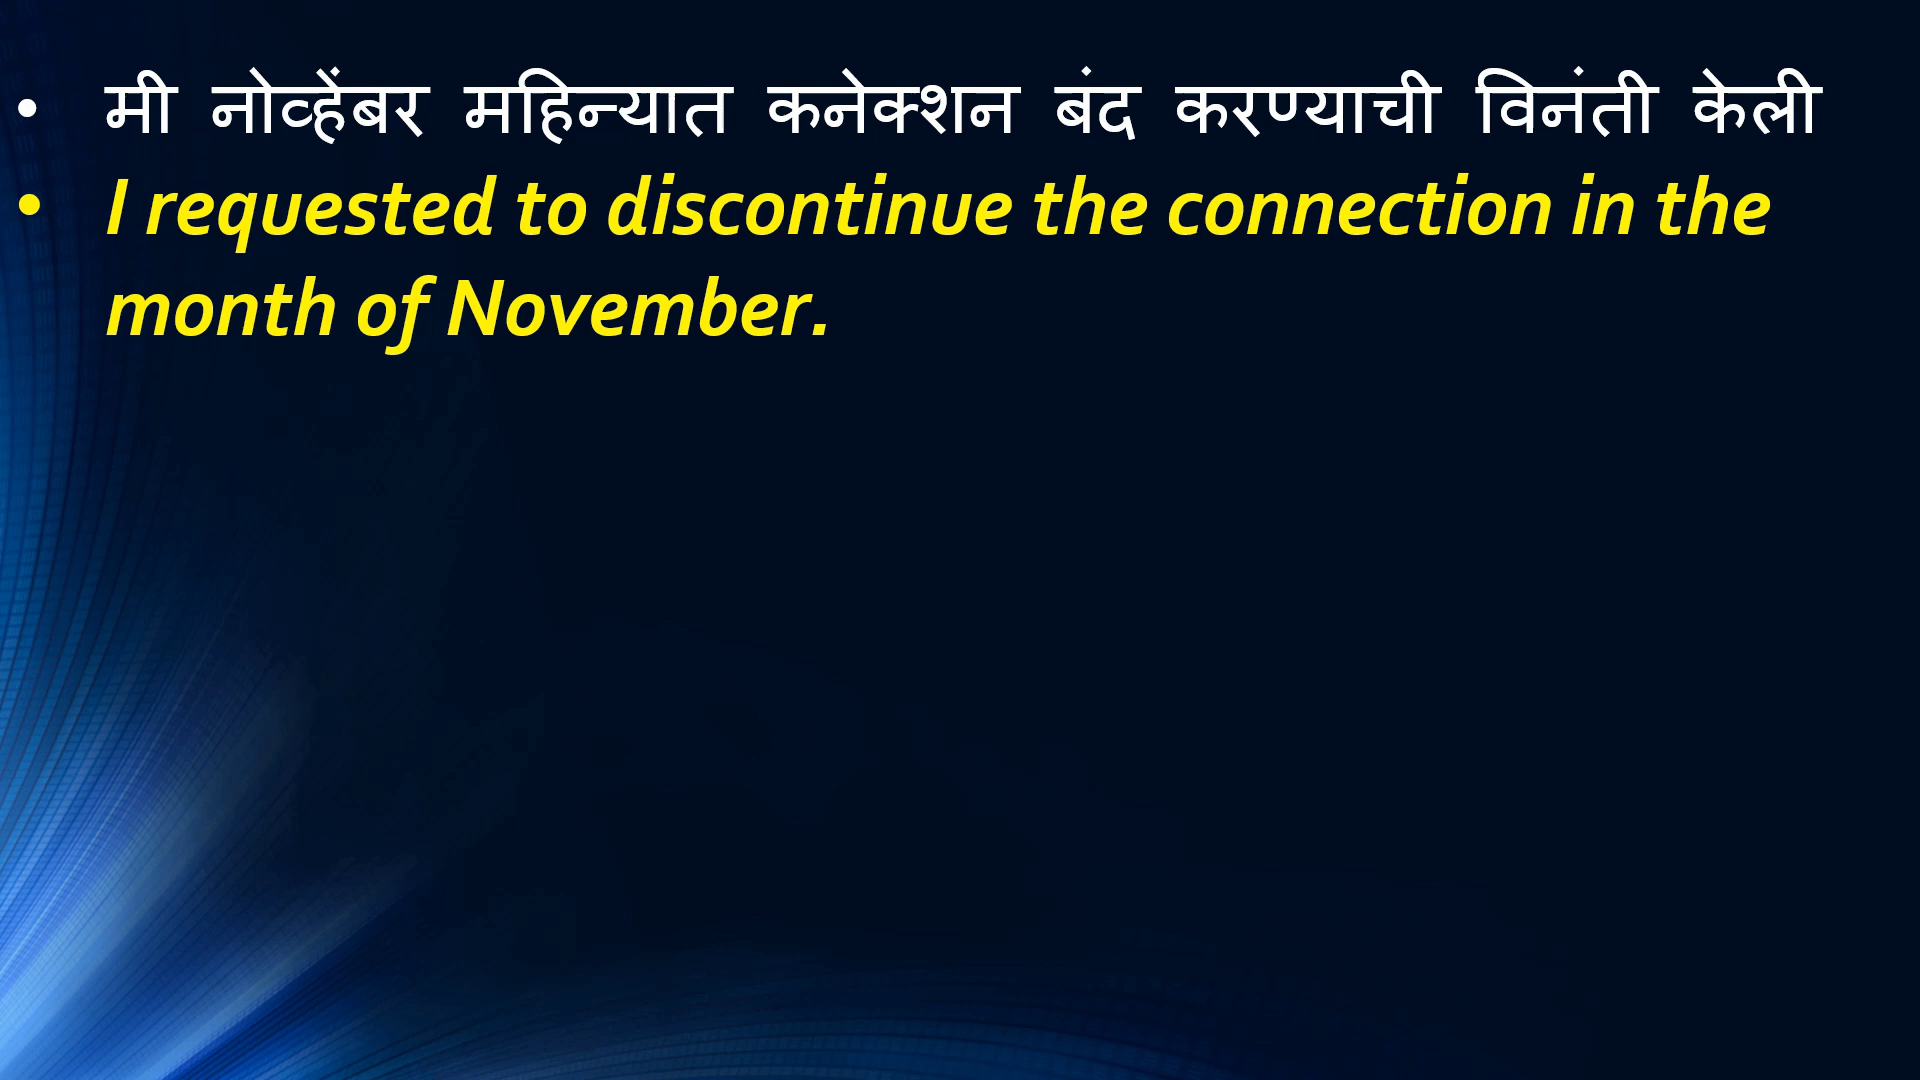 • मी नोव्हेंबर महिन्यात कनेक्शन बंद करण्याची विनंती केली
• I requested to discontinue the connection in the
month of November.